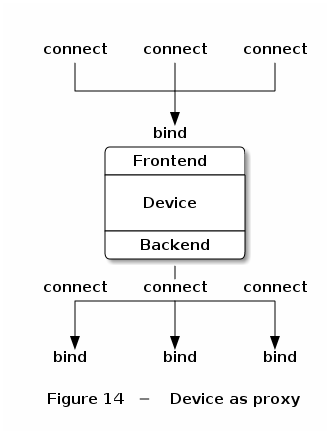 connect connect connect
bind
Frontend
Device
Backend
connect connect connect
bind bind bind
Figure 14 – Device as proxy